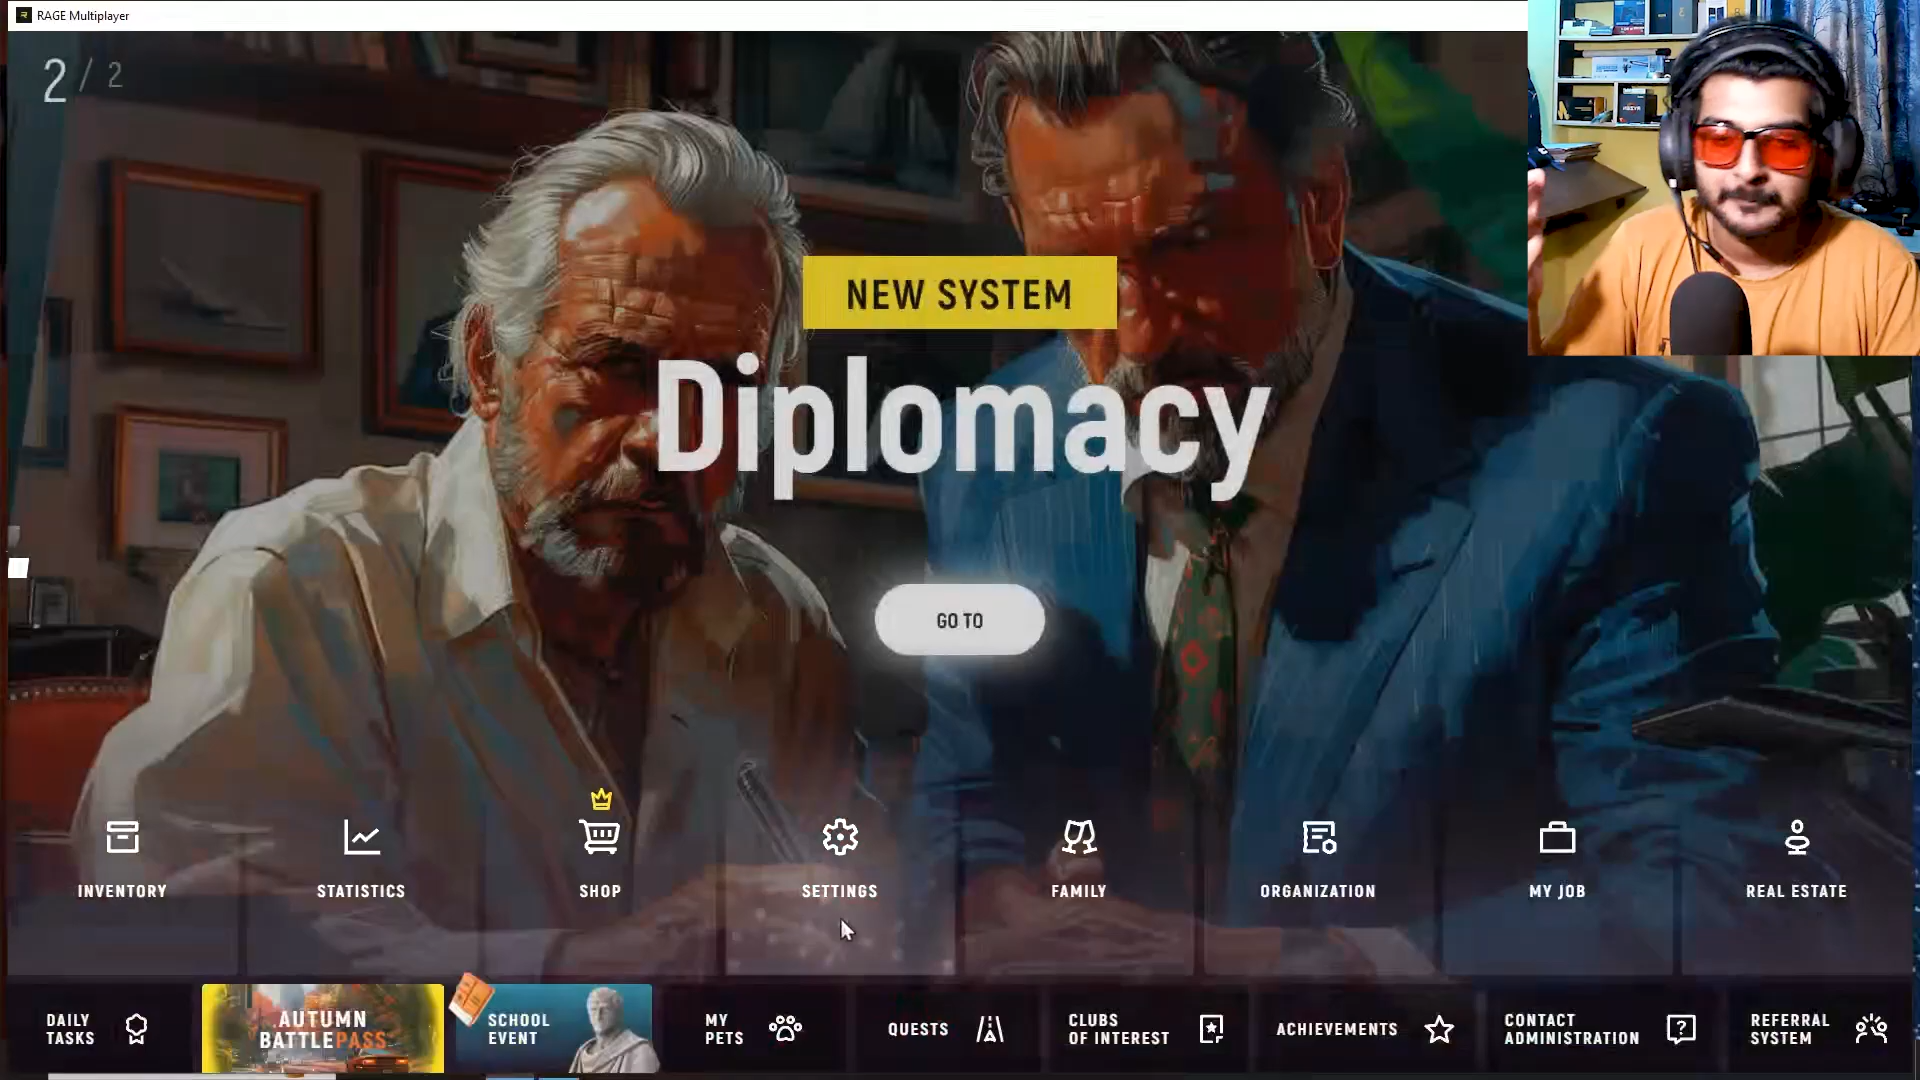 RAGE Multiplayer
2 / 2
NEW SYSTEM
Diplomacy
GO TO
INVENTORY
STATISTICS
SHOP
SETTINGS
FAMILY
ORGANIZATION
MY JOB
REAL ESTATE
DAILY
TASKS
AUTUMN
BATTLEPASS
SCHOOL
EVENT
MY
PETS
QUESTS
CLUBS
OF INTEREST
ACHIEVEMENTS
CONTACT
ADMINISTRATION
REFERRAL
SYSTEM